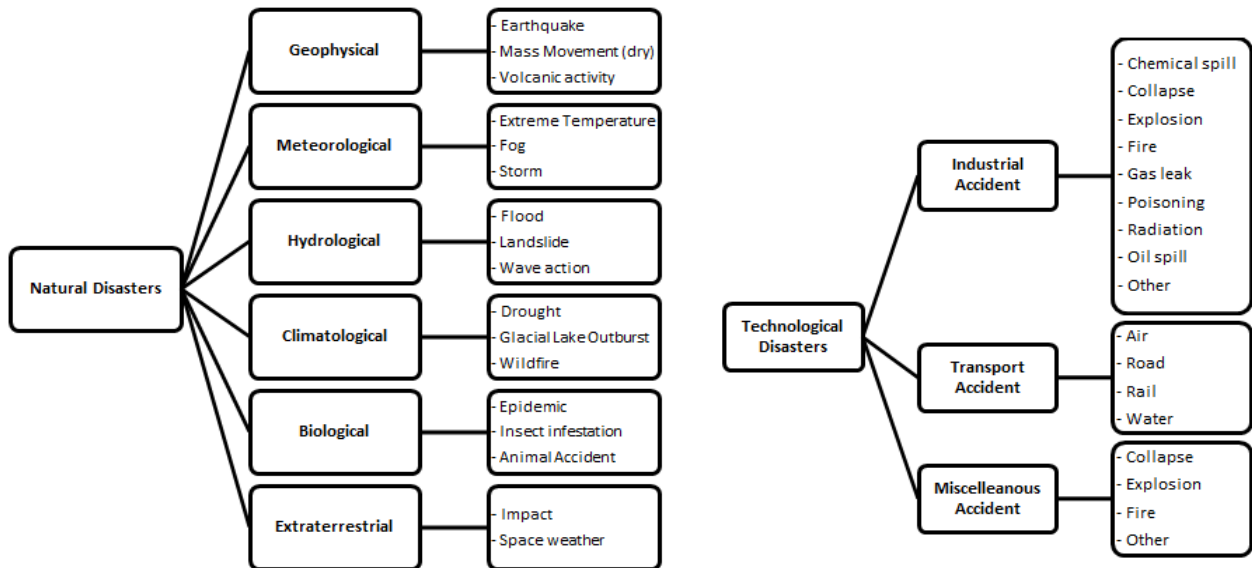 Natural Disasters
Geophysical
- Earthquake
- Mass Movement (dry)
- Volcanic activity
Meteorological
- Extreme Temperature
- Fog
- Storm
Hydrological
- Flood
- Landslide
- Wave action
Climatological
- Drought
- Glacial Lake Outburst
- Wildfire
Biological
- Epidemic
- Insect infestation
- Animal Accident
Extraterrestrial
- Impact
- Space weather
Technological
Disasters
Industrial
Accident
- Chemical spill
- Collapse
- Explosion
- Fire
- Gas leak
- Poisoning
- Radiation
- Oil spill
- Other
Transport
Accident
- Air
- Road
- Rail
- Water
Miscelleanous
Accident
- Collapse
- Explosion
- Fire
- Other